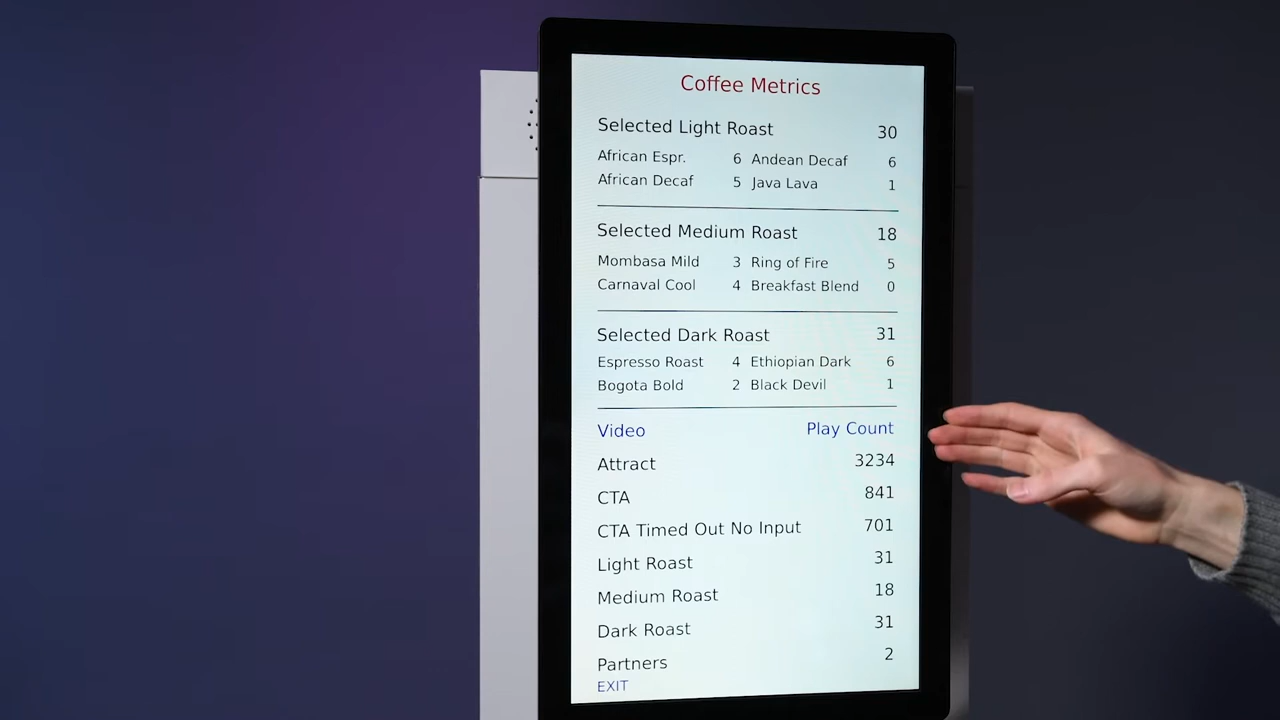 Coffee Metrics
Selected Light Roast 30
African Espr. 6 Andean Decaf 6
African Decaf 5 Java Lava 1
Selected Medium Roast 18
Mombasa Mild 3 Ring of Fire 5
Carnaval Cool 4 Breakfast Blend 0
Selected Dark Roast 31
Espresso Roast 4 Ethiopian Dark 6
Bogota Bold 2 Black Devil 1
Video Play Count
Attract 3234
CTA 841
CTA Timed Out No Input 701
Light Roast 31
Medium Roast 18
Dark Roast 31
Partners 2
EXIT